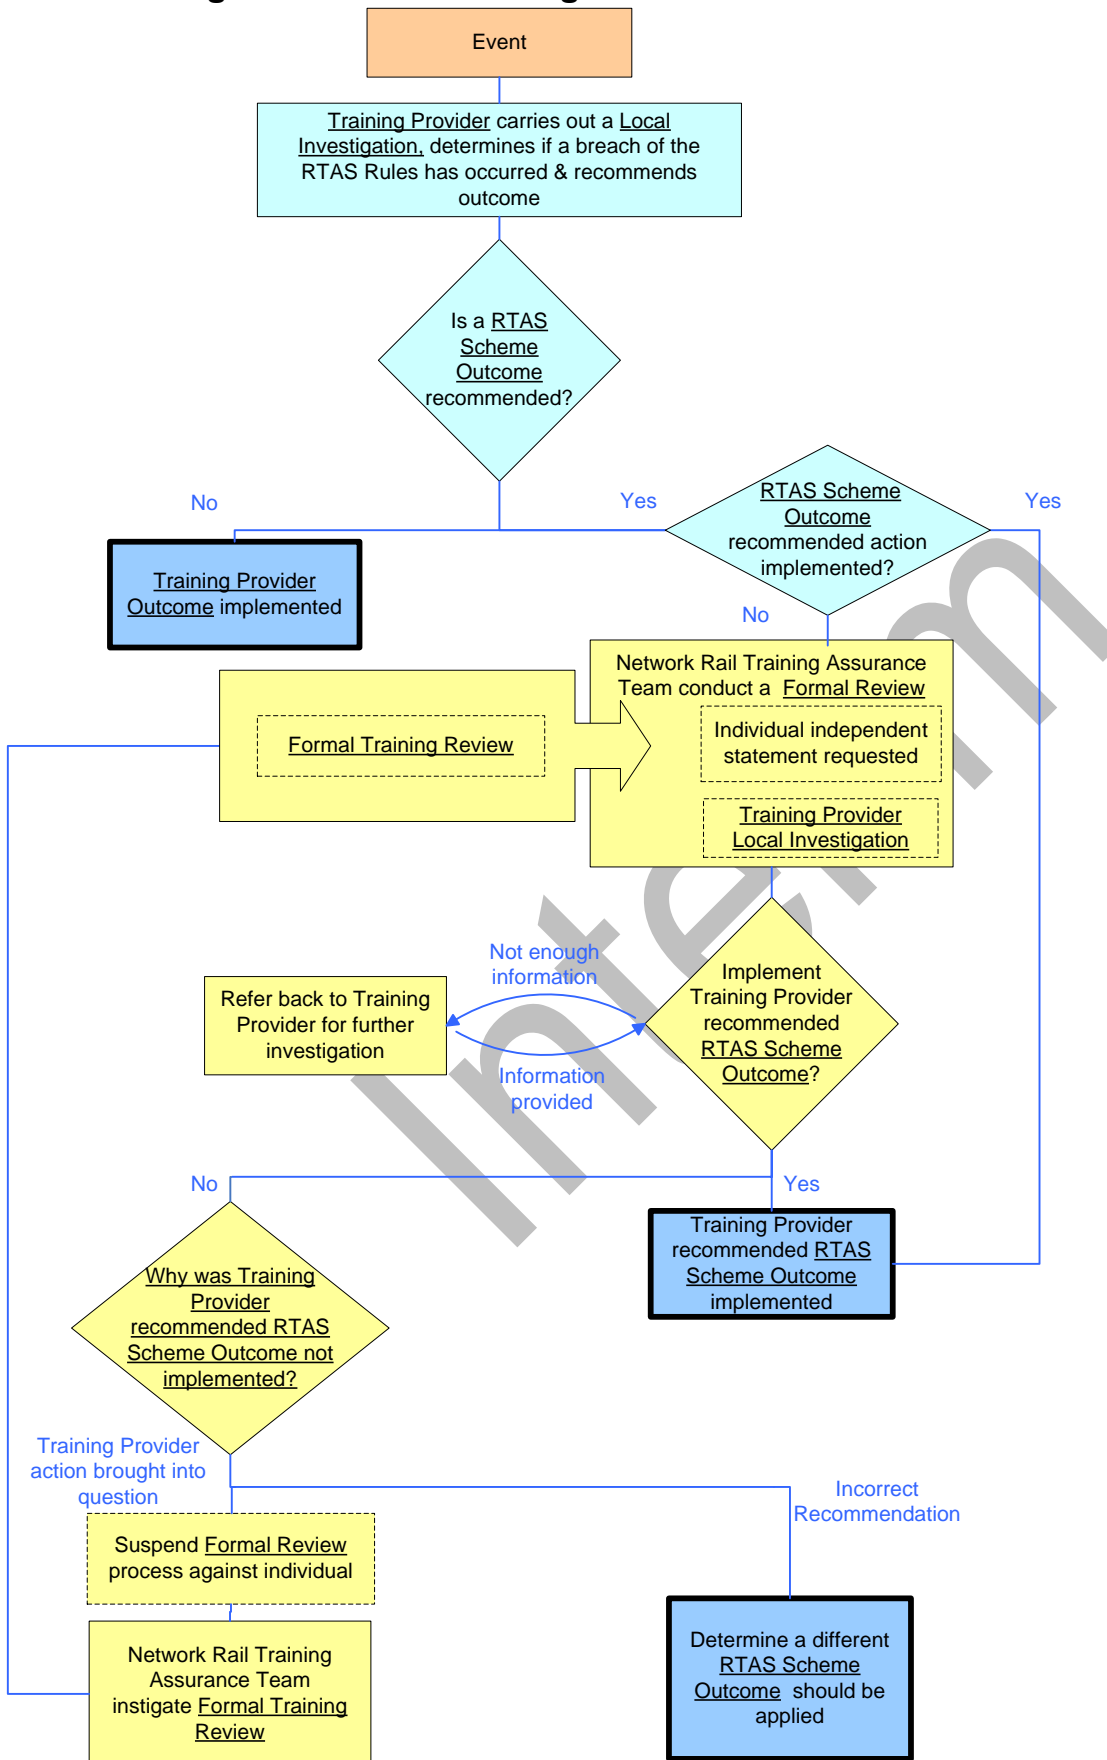 Event
Training Provider carries out a Local
Investigation, determines if a breach of the
RTAS Rules has occurred & recommends
outcome
Is a RTAS
Scheme
Outcome
recommended?
No
Yes
RTAS Scheme
Outcome
recommended action
implemented?
Yes
Training Provider
Outcome implemented
No
Network Rail Training Assurance
Team conduct a Formal Review
Formal Training Review
Individual independent
statement requested
Training Provider
Local Investigation
Not enough
information
Refer back to Training
Provider for further
investigation
Implement
Training Provider
recommended
RTAS Scheme
Outcome?
Information
provided
No
Yes
Training Provider
recommended RTAS
Scheme Outcome
implemented
Why was Training
Provider
recommended RTAS
Scheme Outcome not
implemented?
Training Provider
action brought into
question
Incorrect
Recommendation
Suspend Formal Review
process against individual
Network Rail Training
Assurance Team
instigate Formal Training
Review
Determine a different
RTAS Scheme
Outcome should be
applied
Interim